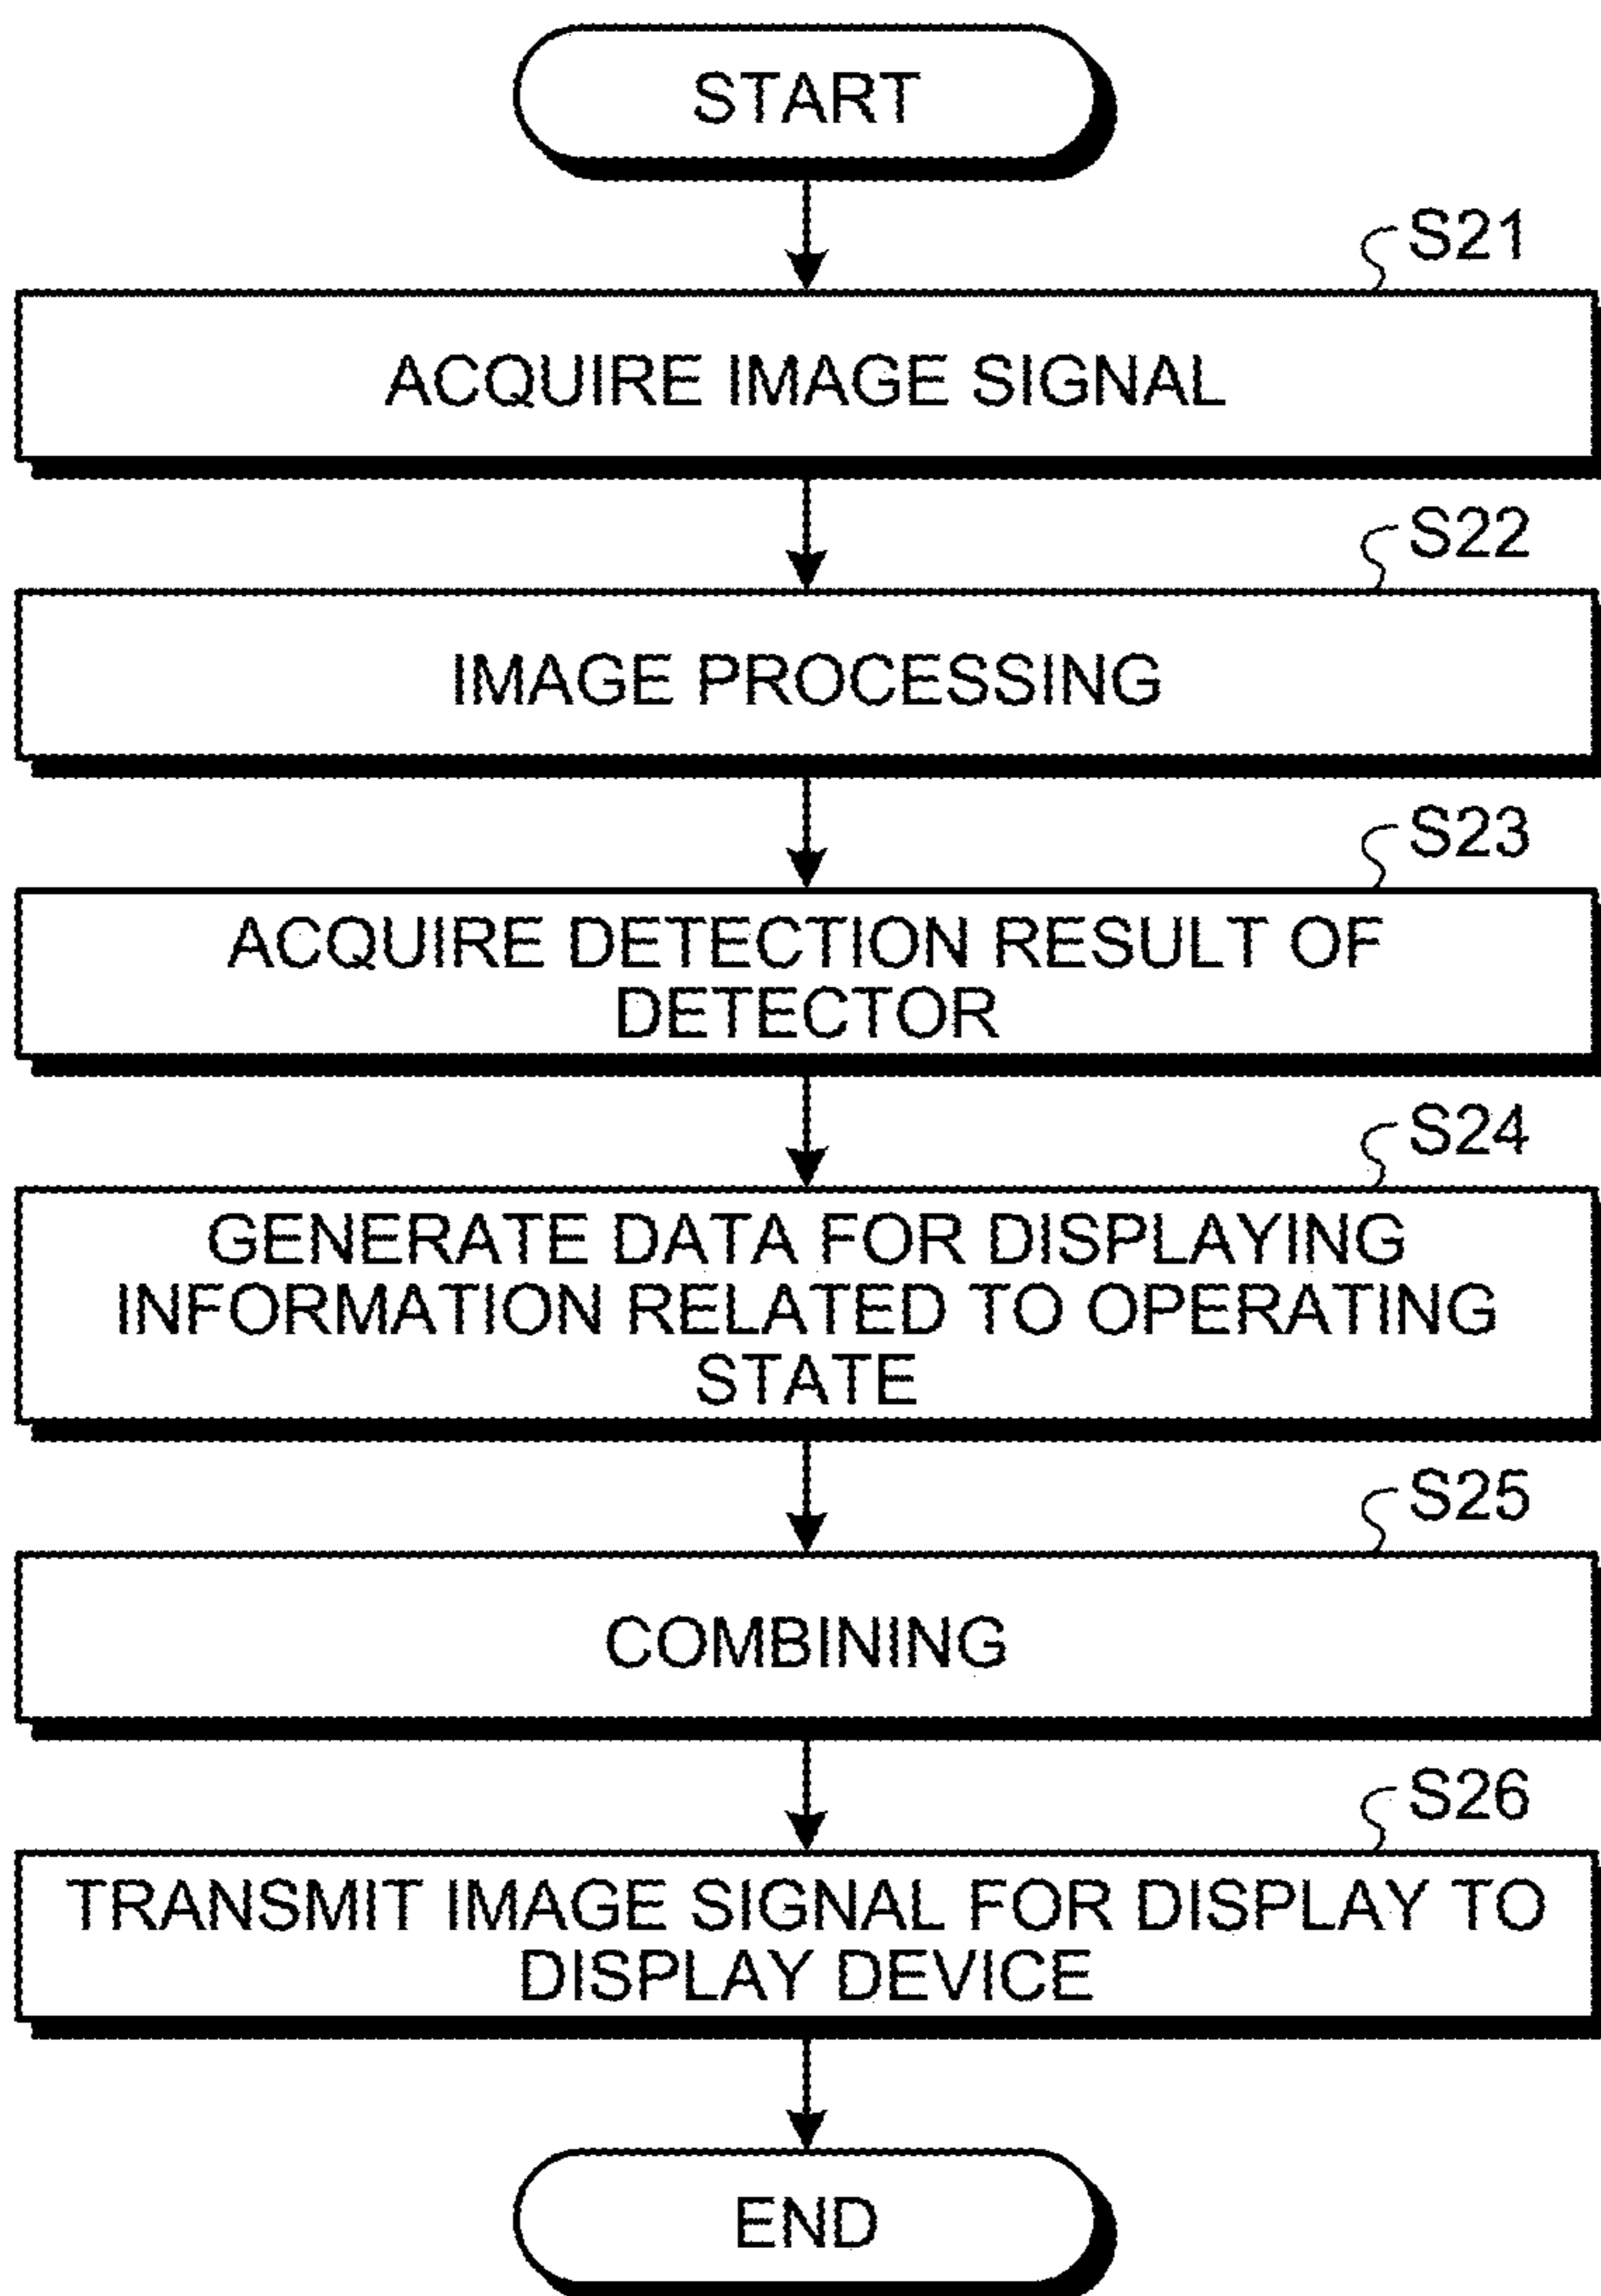 START
S21
ACQUIRE IMAGE SIGNAL
S22
IMAGE PROCESSING
S23
ACQUIRE DETECTION RESULT OF
DETECTOR
S24
GENERATE DATA FOR DISPLAYING
INFORMATION RELATED TO OPERATING
STATE
S25
COMBINING
S26
TRANSMIT IMAGE SIGNAL FOR DISPLAY TO
DISPLAY DEVICE
END